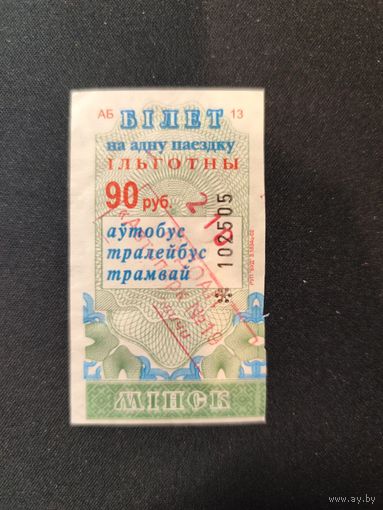 АБ 13
БІЛЕТ
на адну паездку
ІЛЬГОТНЫ
90 руб.
аўтобус
тралейбус
трамвай
102505
МІНСК
www.ay.by